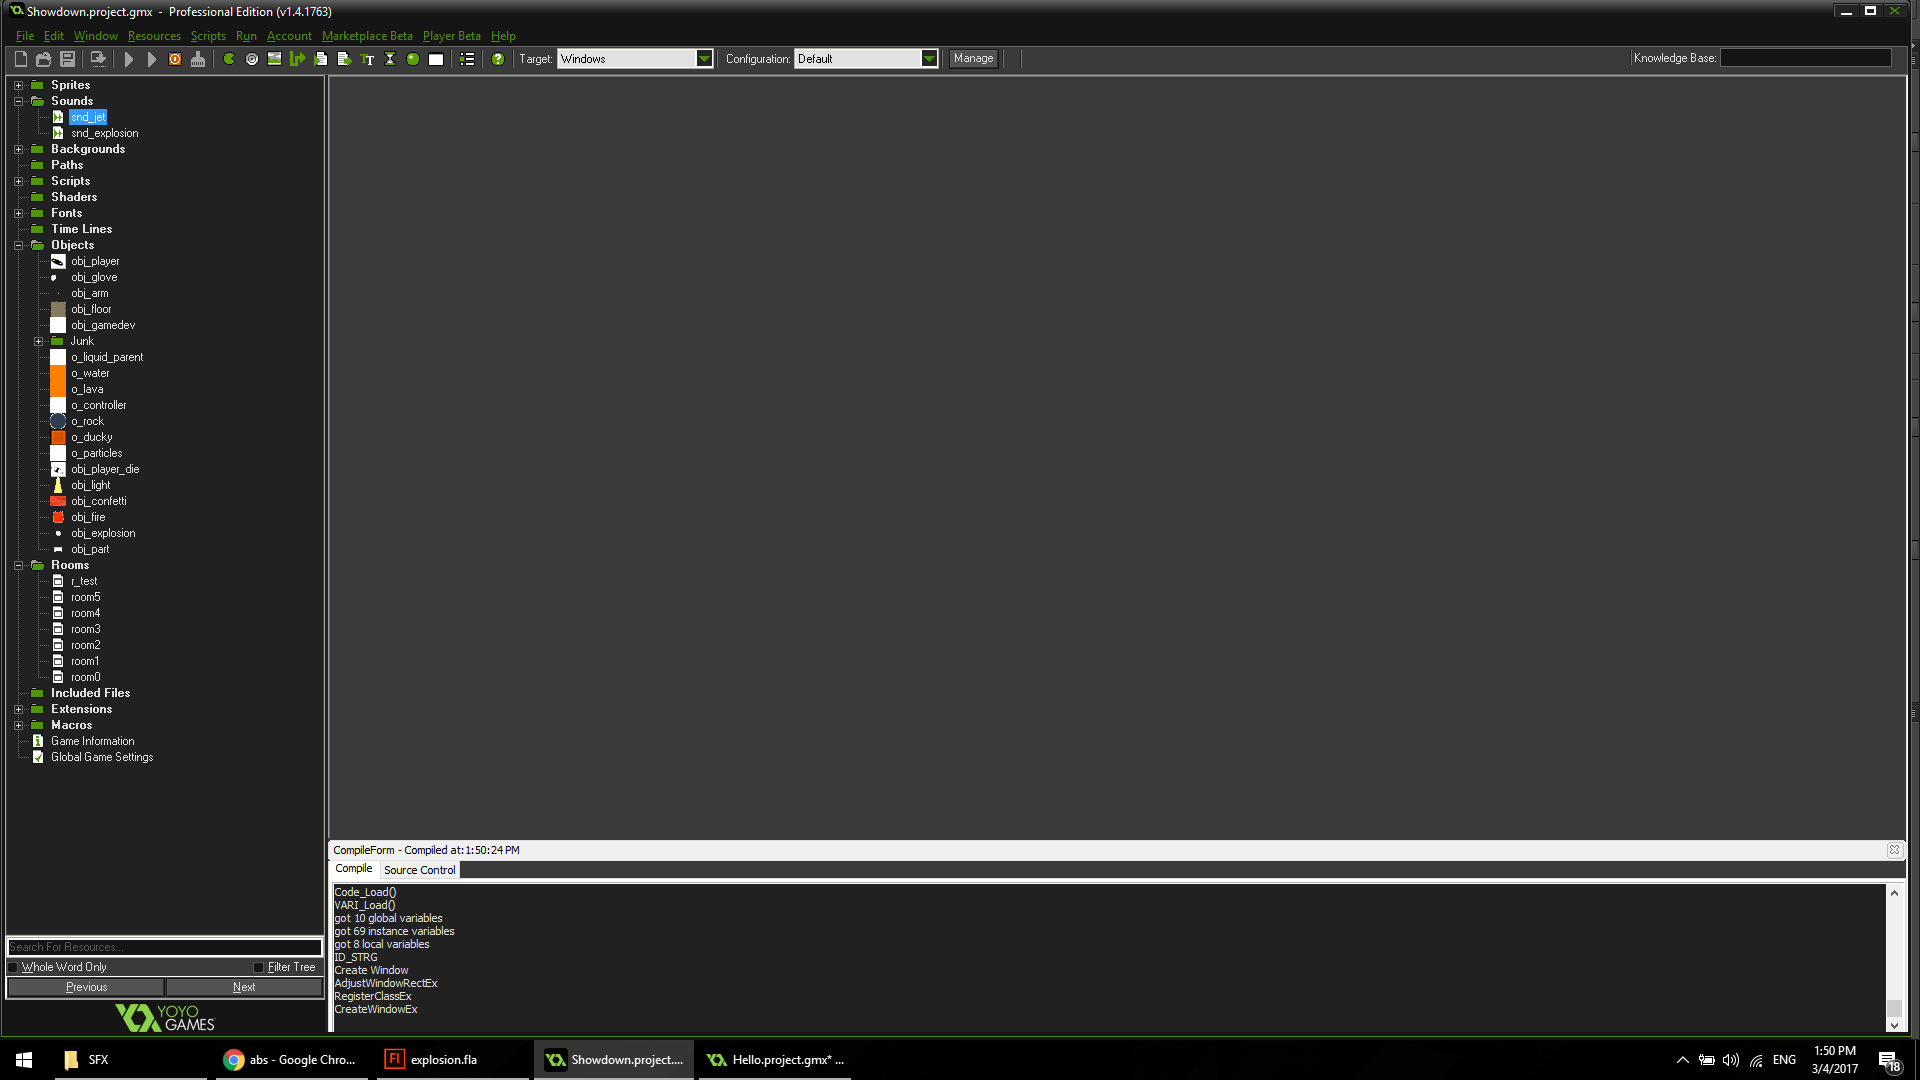 Showdown.project.gmx - Professional Edition (v1.4.1763)
File Edit Window Resources Scripts Run Account Marketplace Beta Player Beta Help
Target: Windows Configuration: Default Manage Knowledge Base:
Sprites
Sounds
snd_jet
snd_explosion
Backgrounds
Paths
Scripts
Shaders
Fonts
Time Lines
Objects
obj_player
obj_glove
obj_arm
obj_floor
obj_gamedev
Junk
o_liquid_parent
o_water
o_lava
o_controller
o_rock
o_ducky
o_particles
obj_player_die
obj_light
obj_confetti
obj_fire
obj_explosion
obj_part
Rooms
r_test
room5
room4
room3
room2
room1
room0
Included Files
Extensions
Macros
Game Information
Global Game Settings
Search For Resources...
Whole Word Only Filter Tree
Previous Next
YOYO
GAMES
CompileForm - Compiled at: 1:50:24 PM
Compile Source Control
Code_Load()
VARI_Load()
got 10 global variables
got 69 instance variables
got 8 local variables
ID_STRG
Create Window
AdjustWindowRectEx
RegisterClassEx
CreateWindowEx
SFX abs - Google Chro... Fl explosion.fla Showdown.project.... Hello.project.gmx* ... ENG
1:50 PM
3/4/2017
18